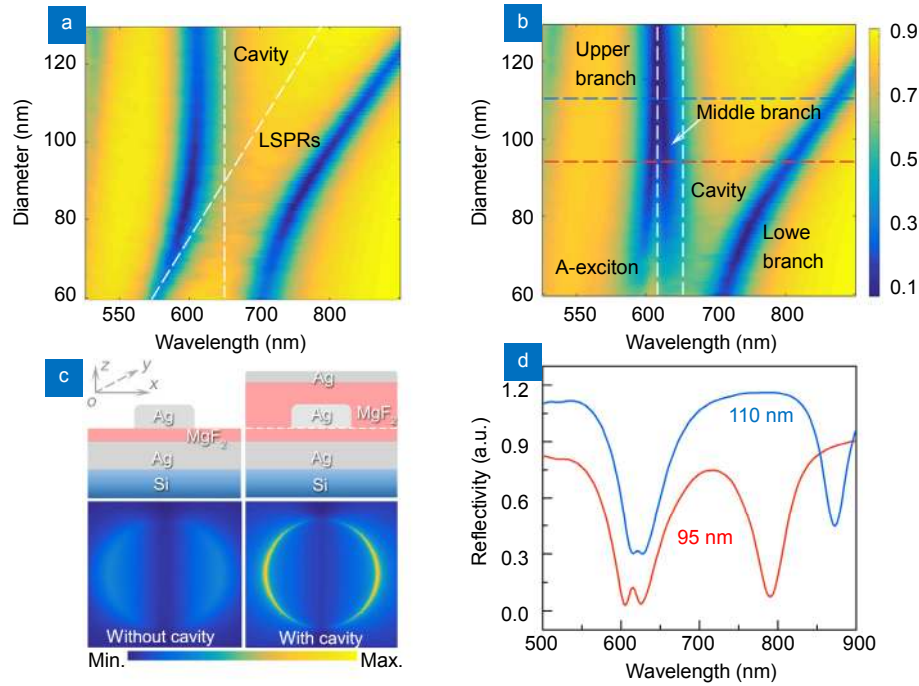 a
Cavity
LSPRs
120
100
80
60
Diameter (nm)
550
600
700
800
Wavelength (nm)
b
Upper
branch
Middle branch
Cavity
A-exciton
Lowe
branch
120
100
80
60
Diameter (nm)
550
600
700
800
Wavelength (nm)
0.9
0.7
0.5
0.3
0.1
c
z
y
x
o
Ag
MgF2
Ag
Si
Ag
Ag
MgF2
Ag
Si
Without cavity
With cavity
Min.
Max.
d
110 nm
95 nm
1.2
0.9
0.6
0.3
0.0
Reflectivity (a.u.)
500
600
700
800
900
Wavelength (nm)